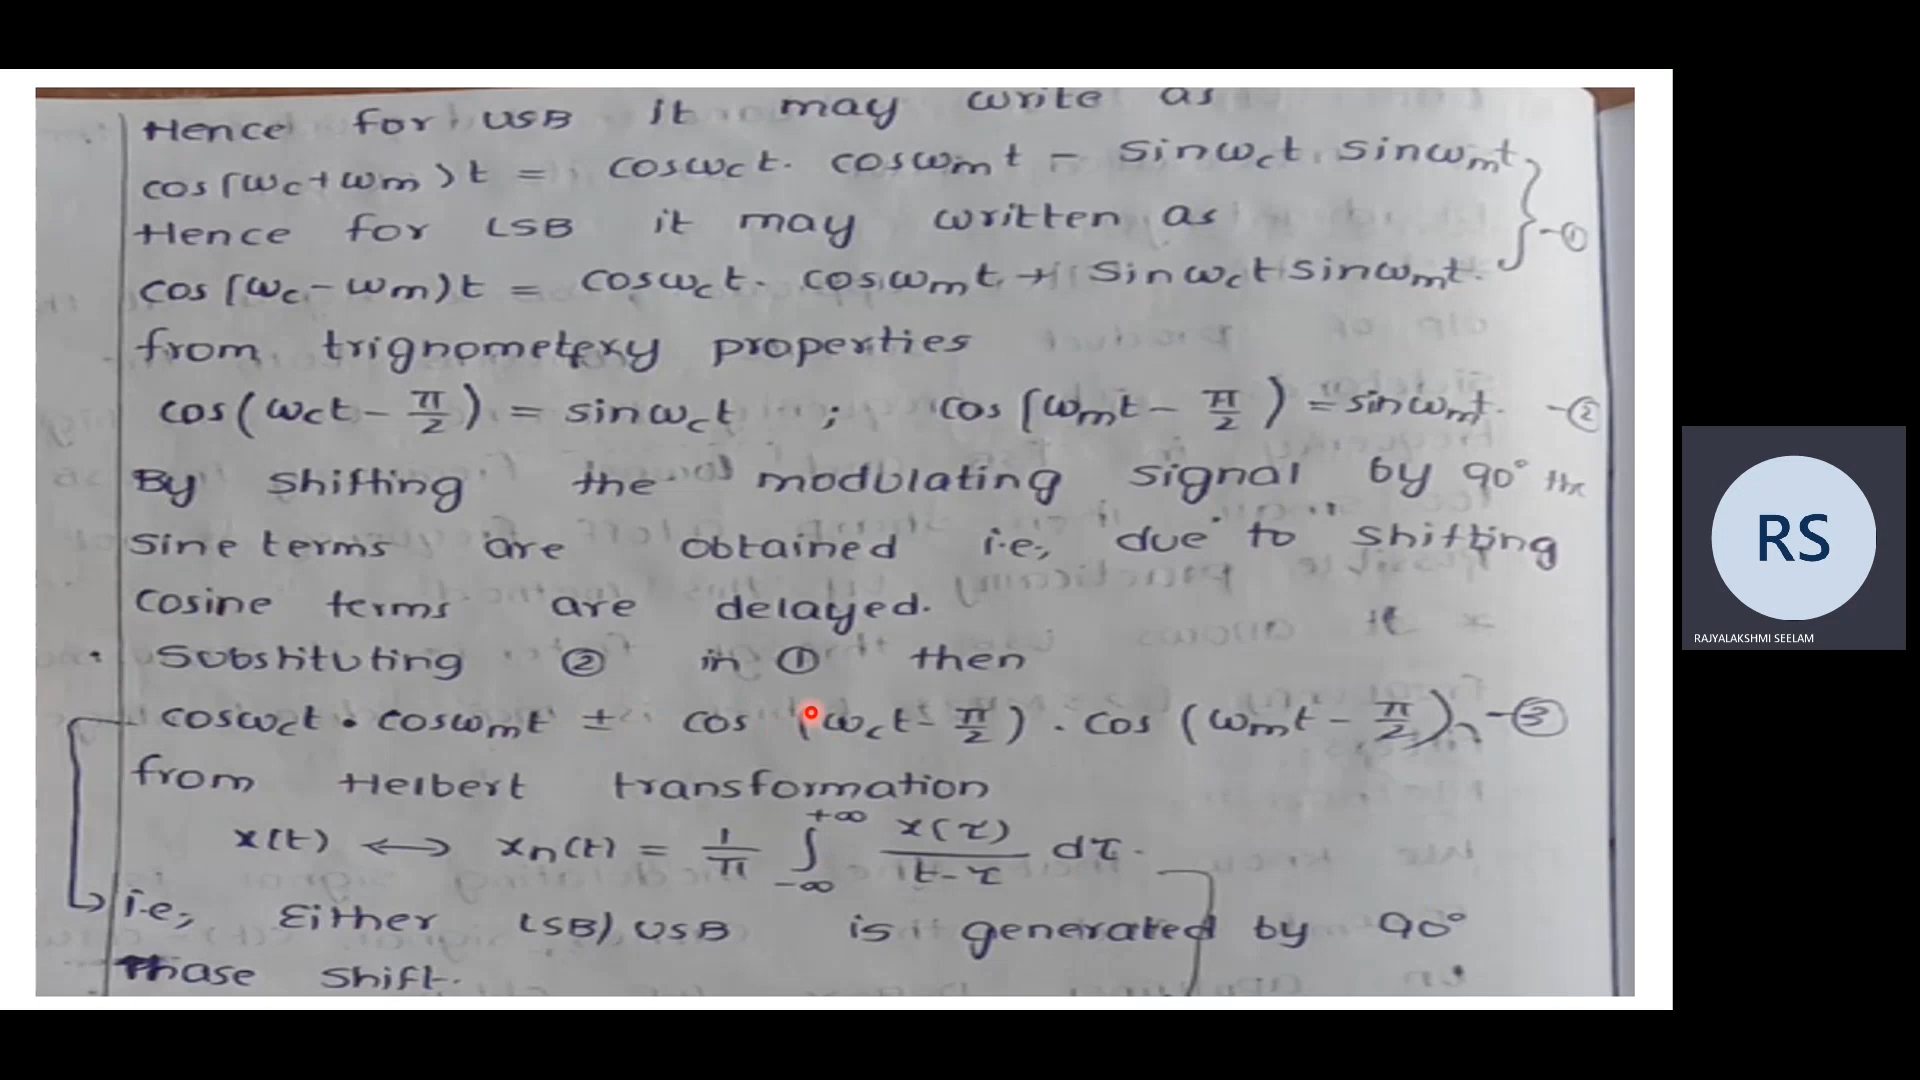 Hence for USB it may write as
cos(ωc+ωm)t = cosωct. cosωmt - sinωct sinωmt
Hence for LSB it may written as } -①
cos(ωc-ωm)t = cosωct. cosωmt + sinωct sinωmt.
from trignometery properties
cos(ωct - π/2) = sinωct ; cos(ωmt - π/2) = sinωmt. -②
By shifting the modulating signal by 90° the
sine terms are obtained i.e., due to shifting
cosine terms are delayed.
Substituting ② in ① then
cosωct . cosωmt ± cos (ωct - π/2) . cos (ωmt - π/2) -③
from Helbert transformation
x(t) ↔ xh(t) = 1/π ∫-∞+∞ x(τ)/t-τ dτ.
i.e., Either LSB/USB is generated by 90°
Phase shift.
RS
RAJYALAKSHMI SEELAM